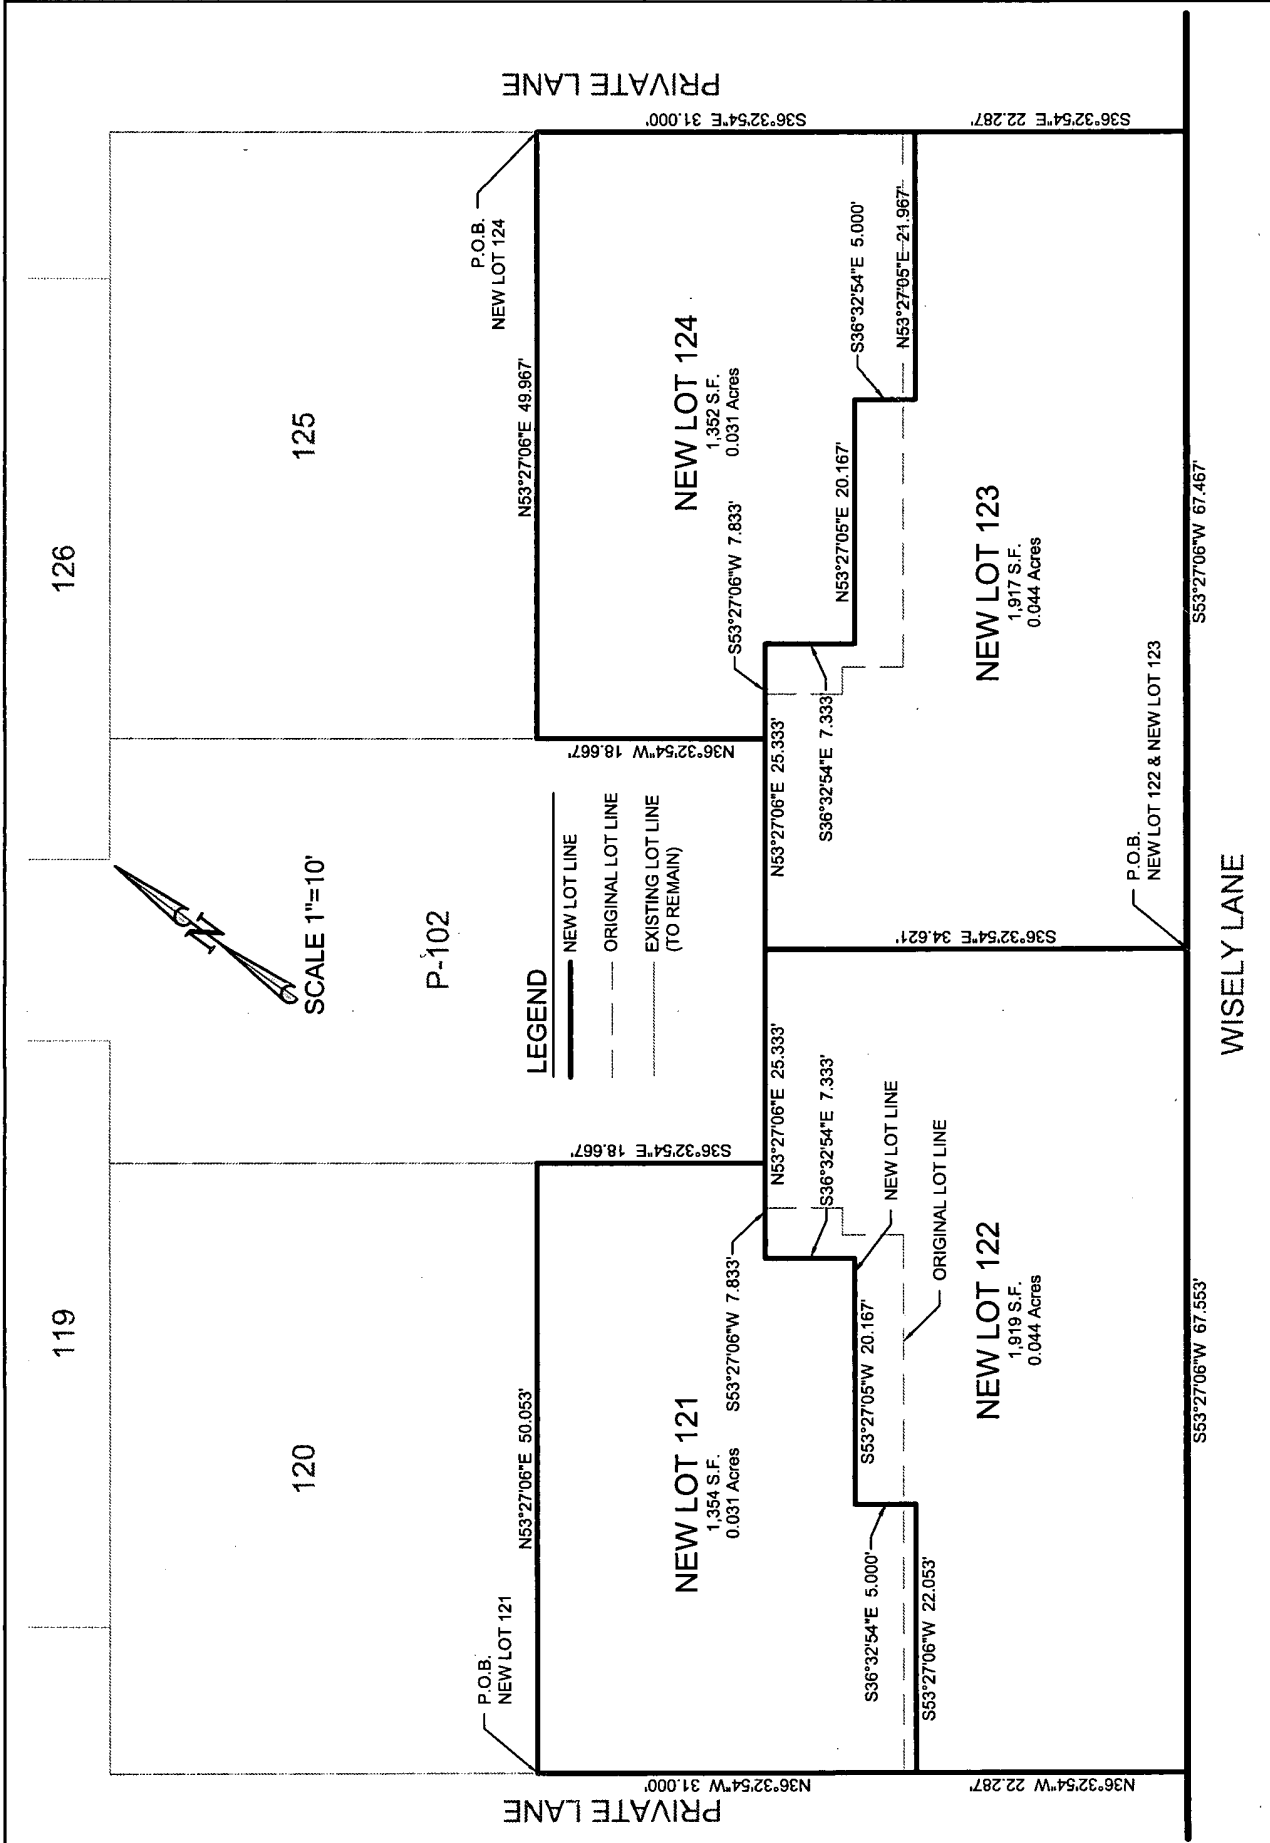 119
120
P.O.B.
NEW LOT 121
N53°27'06"E 50.053'
PRIVATE LANE
N36°32'54"W 31.000'
N36°32'54"W 22.287'
NEW LOT 121
1,354 S.F.
0.031 Acres
S53°27'06"W 7.833'
S36°32'54"E 18.667'
N53°27'06"E 25.333'
S36°32'54"E 7.333'
S53°27'05"W 20.167'
S36°32'54"E 5.000'
S53°27'06"W 22.053'
NEW LOT LINE
ORIGINAL LOT LINE
NEW LOT 122
1,919 S.F.
0.044 Acres
S53°27'06"W 67.553'
N
SCALE 1"=10'
P-102
LEGEND
NEW LOT LINE
ORIGINAL LOT LINE
EXISTING LOT LINE
(TO REMAIN)
S36°32'54"E 34.621'
P.O.B.
NEW LOT 122 & NEW LOT 123
WISELY LANE
126
125
P.O.B.
NEW LOT 124
N53°27'06"E 49.967'
PRIVATE LANE
S36°32'54"E 31.000'
S36°32'54"E 22.287'
NEW LOT 124
1,352 S.F.
0.031 Acres
N36°32'54"W 18.667'
S53°27'06"W 7.833'
N53°27'06"E 25.333'
S36°32'54"E 7.333'
N53°27'05"E 20.167'
S36°32'54"E 5.000'
N53°27'05"E 21.967'
NEW LOT 123
1,917 S.F.
0.044 Acres
S53°27'06"W 67.467'